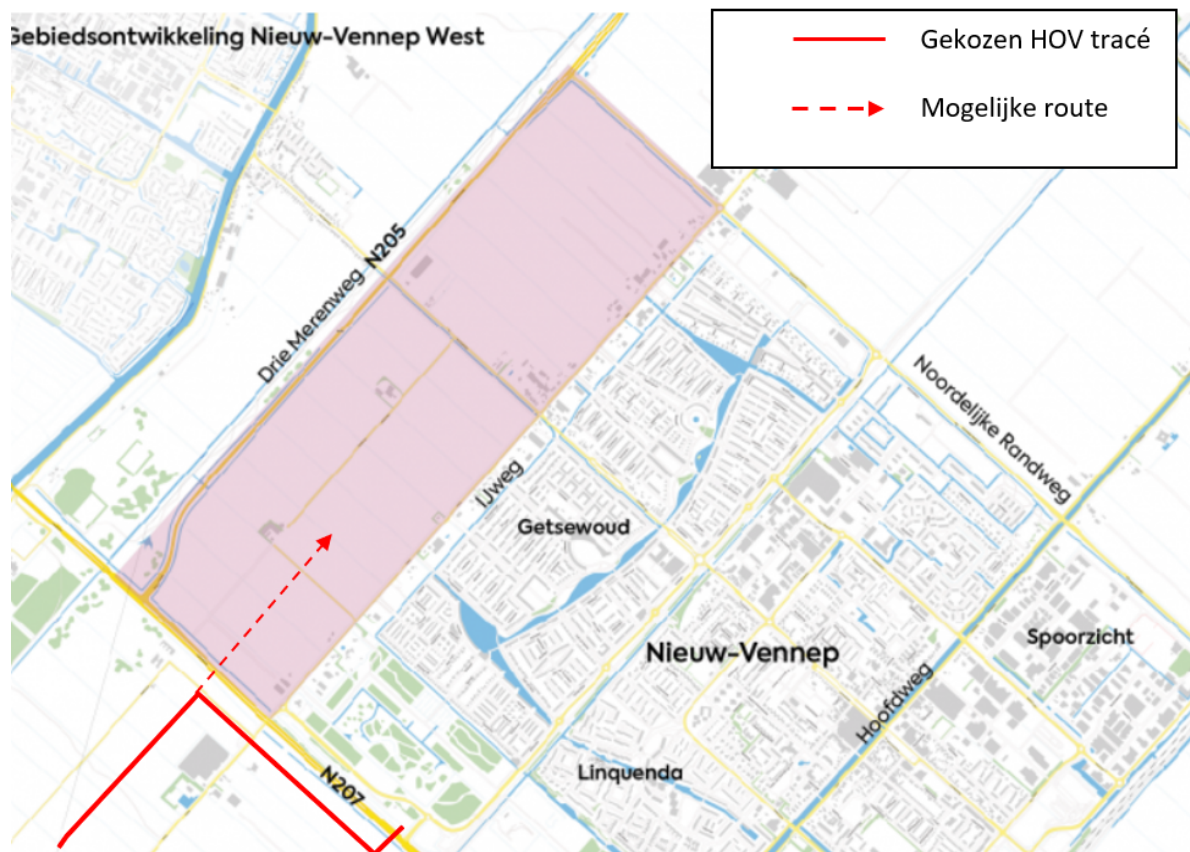 Gebiedsontwikkeling Nieuw-Vennep West
Gekozen HOV tracé
Mogelijke route
Drie Merenweg N205
Noordelijke Randweg
IJweg
Getsewoud
Nieuw-Vennep
Spoorzicht
Hoofdweg
Linquenda
N207